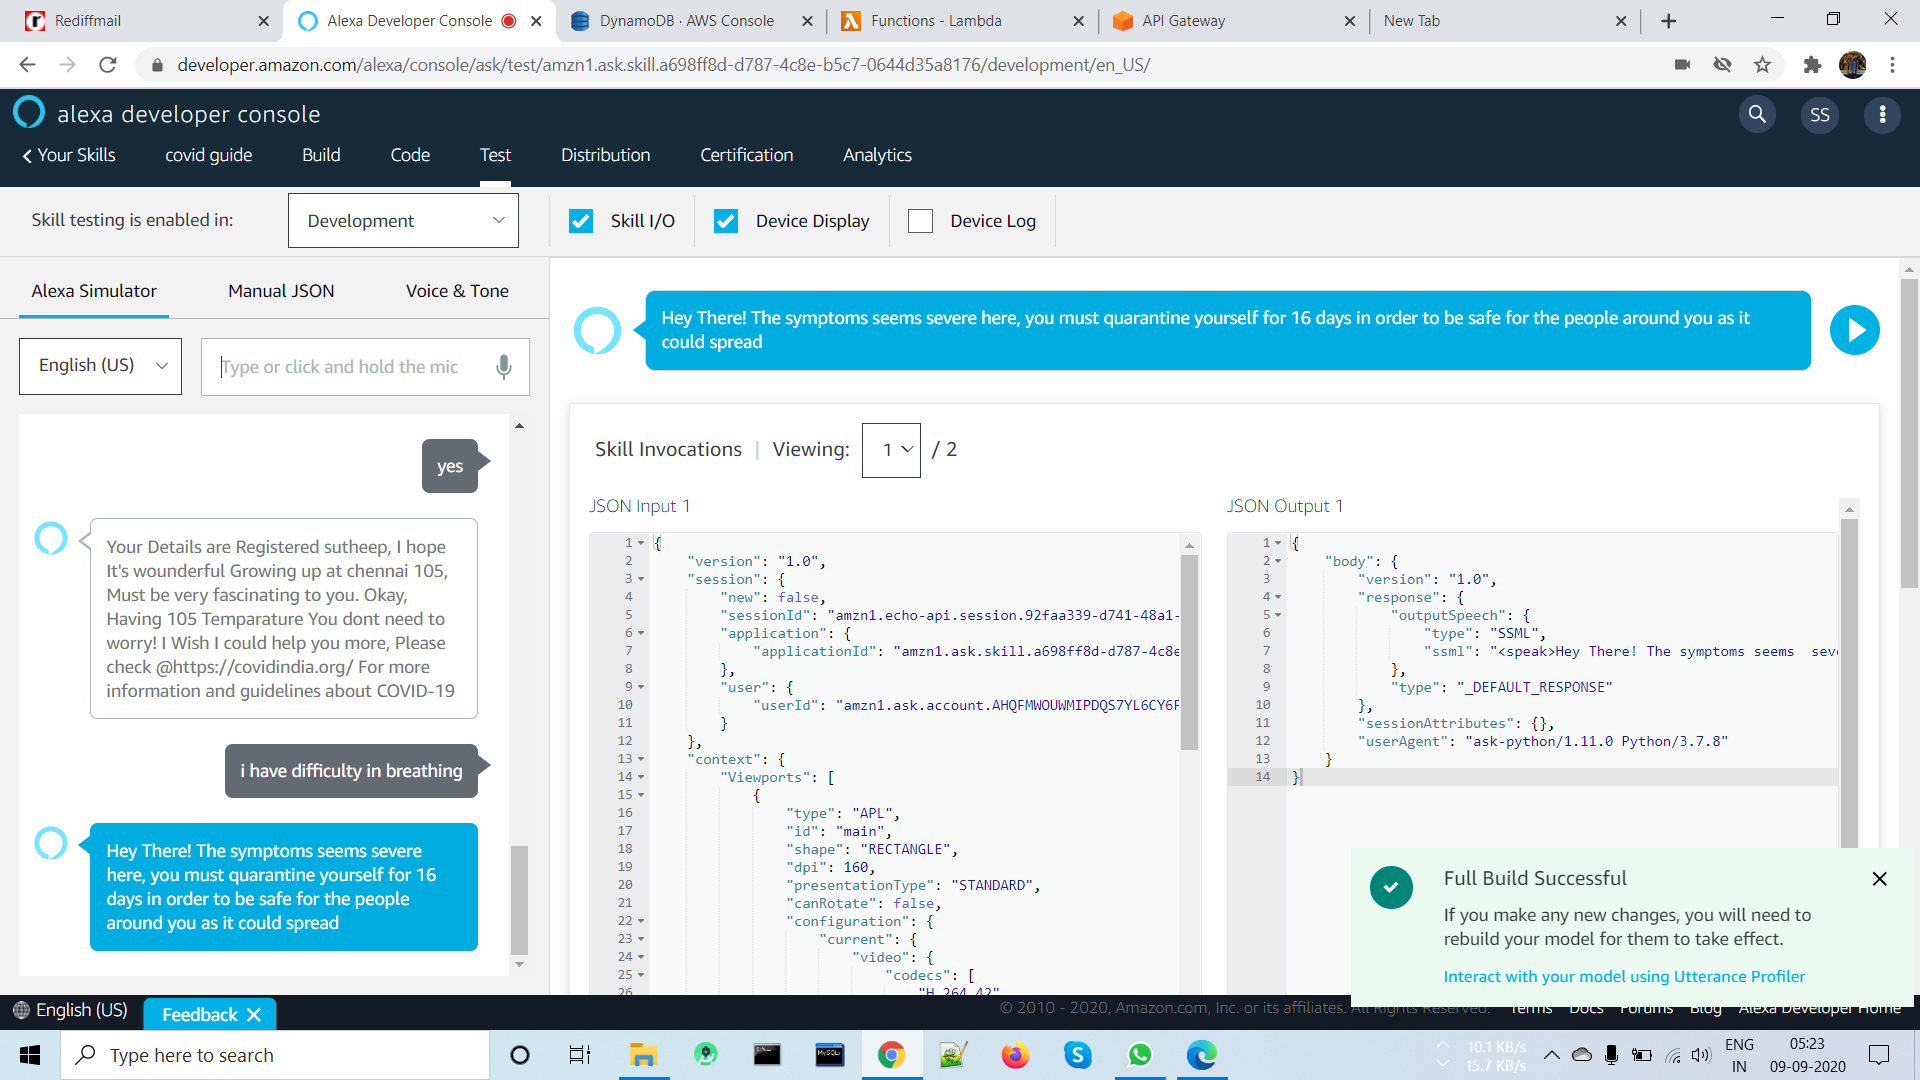 Rediffmail
Alexa Developer Console
DynamoDB · AWS Console
Functions - Lambda
API Gateway
New Tab
developer.amazon.com/alexa/console/ask/test/amzn1.ask.skill.a698ff8d-d787-4c8e-b5c7-0644d35a8176/development/en_US/
alexa developer console
SS
Your Skills
covid guide
Build
Code
Test
Distribution
Certification
Analytics
Skill testing is enabled in:
Development
Skill I/O
Device Display
Device Log
Alexa Simulator
Manual JSON
Voice & Tone
English (US)
Type or click and hold the mic
yes
Your Details are Registered sutheep, I hope
It's wounderful Growing up at chennai 105,
Must be very fascinating to you. Okay,
Having 105 Temparature You dont need to
worry! I Wish I could help you more, Please
check @https://covidindia.org/ For more
information and guidelines about COVID-19
i have difficulty in breathing
Hey There! The symptoms seems severe
here, you must quarantine yourself for 16
days in order to be safe for the people
around you as it could spread
Hey There! The symptoms seems severe here, you must quarantine yourself for 16 days in order to be safe for the people around you as it
could spread
Skill Invocations | Viewing: 1 / 2
JSON Input 1
1 {
2 "version": "1.0",
3 "session": {
4 "new": false,
5 "sessionId": "amzn1.echo-api.session.92faa339-d741-48a1-
6 "application": {
7 "applicationId": "amzn1.ask.skill.a698ff8d-d787-4c8e
8 },
9 "user": {
10 "userId": "amzn1.ask.account.AHQFMWOUWMIPDQS7YL6CY6F
11 }
12 },
13 "context": {
14 "Viewports": [
15 {
16 "type": "APL",
17 "id": "main",
18 "shape": "RECTANGLE",
19 "dpi": 160,
20 "presentationType": "STANDARD",
21 "canRotate": false,
22 "configuration": {
23 "current": {
24 "video": {
25 "codecs": [
26 "H_264_42"
JSON Output 1
1 {
2 "body": {
3 "version": "1.0",
4 "response": {
5 "outputSpeech": {
6 "type": "SSML",
7 "ssml": "<speak>Hey There! The symptoms seems  seve
8 },
9 "type": "_DEFAULT_RESPONSE"
10 },
11 "sessionAttributes": {},
12 "userAgent": "ask-python/1.11.0 Python/3.7.8"
13 }
14 }
Full Build Successful
If you make any new changes, you will need to
rebuild your model for them to take effect.
Interact with your model using Utterance Profiler
English (US)
Feedback
© 2010 - 2020, Amazon.com, Inc. or its affiliates. All Rights Reserved.
Terms
Docs
Forums
Blog
Alexa Developer Home
Type here to search
MySQL
10.1 KB/s
15.7 KB/s
ENG
IN
05:23
09-09-2020